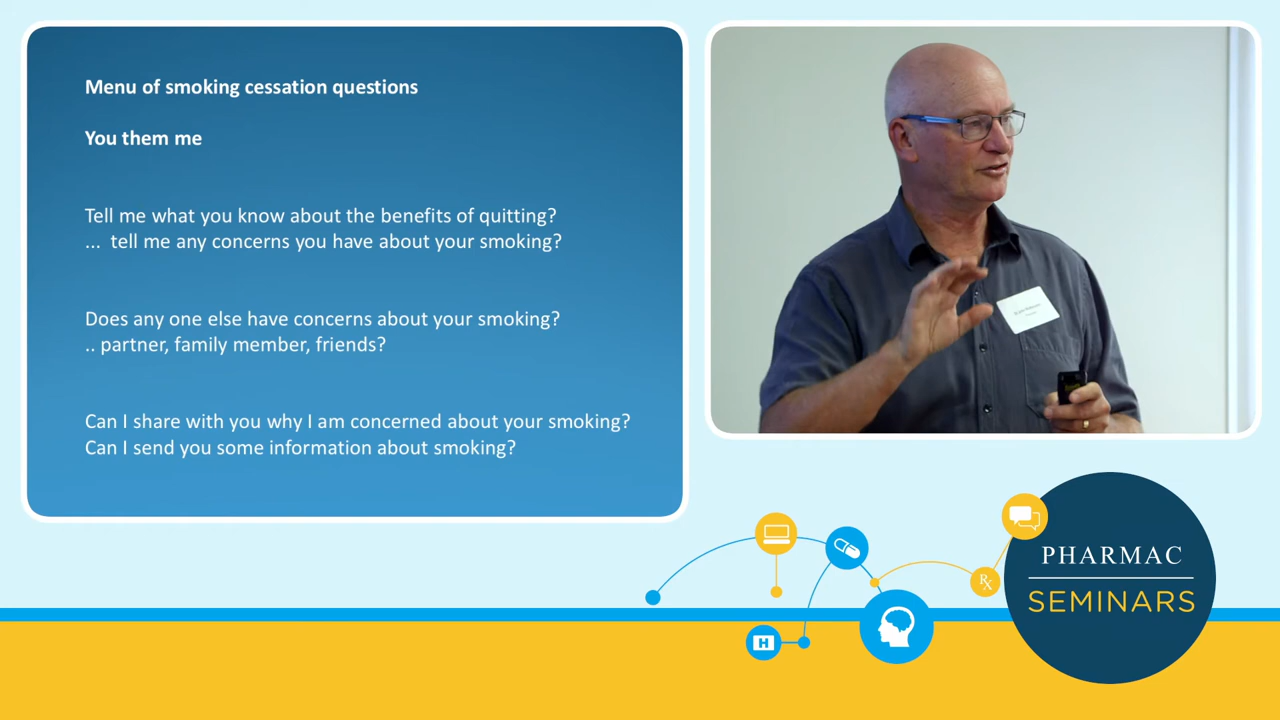 Menu of smoking cessation questions
You them me
Tell me what you know about the benefits of quitting?
... tell me any concerns you have about your smoking?
Does any one else have concerns about your smoking?
.. partner, family member, friends?
Can I share with you why I am concerned about your smoking?
Can I send you some information about smoking?
H
Rx
PHARMAC
SEMINARS